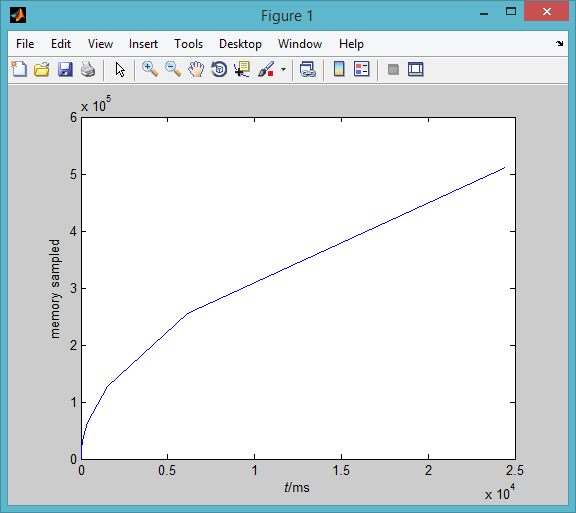 Figure 1
File Edit View Insert Tools Desktop Window Help
x 10^5
6
5
4
3
2
1
0
memory sampled
0 0.5 1 1.5 2 2.5
t/ms
x 10^4